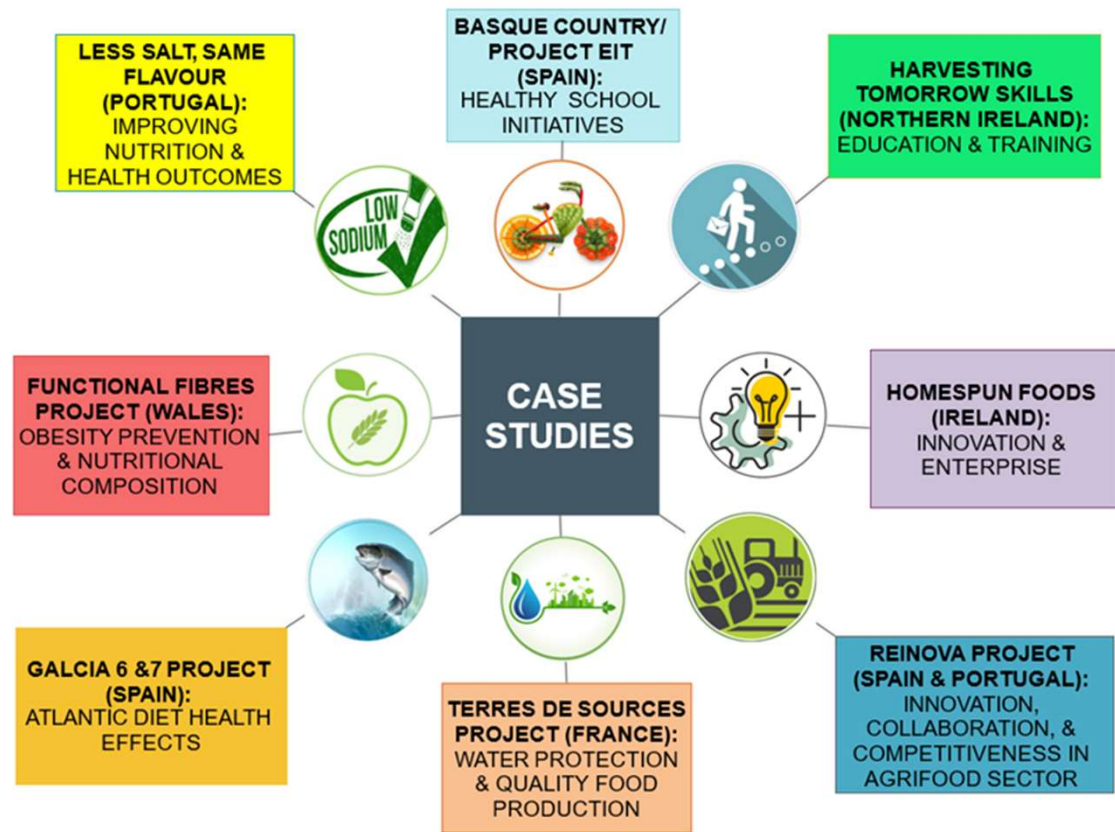 LESS SALT, SAME
FLAVOUR
(PORTUGAL):
IMPROVING
NUTRITION &
HEALTH OUTCOMES
BASQUE COUNTRY/
PROJECT EIT
(SPAIN):
HEALTHY SCHOOL
INITIATIVES
HARVESTING
TOMORROW SKILLS
(NORTHERN IRELAND):
EDUCATION & TRAINING
LOW
SODIUM
FUNCTIONAL FIBRES
PROJECT (WALES):
OBESITY PREVENTION
& NUTRITIONAL
COMPOSITION
CASE
STUDIES
HOMESPUN FOODS
(IRELAND):
INNOVATION &
ENTERPRISE
GALCIA 6 &7 PROJECT
(SPAIN):
ATLANTIC DIET HEALTH
EFFECTS
TERRES DE SOURCES
PROJECT (FRANCE):
WATER PROTECTION
& QUALITY FOOD
PRODUCTION
REINOVA PROJECT
(SPAIN & PORTUGAL):
INNOVATION,
COLLABORATION, &
COMPETITIVENESS IN
AGRIFOOD SECTOR